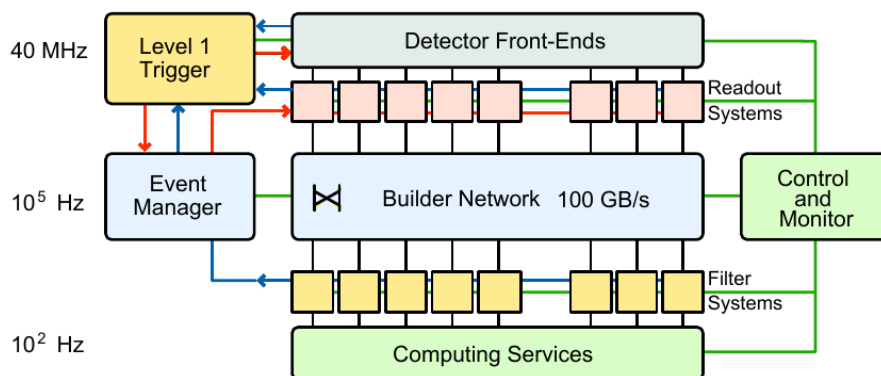 40 MHz
Level 1
Trigger
Detector Front-Ends
Readout
Systems
10⁵ Hz
Event
Manager
Builder Network 100 GB/s
Control
and
Monitor
Filter
Systems
10² Hz
Computing Services